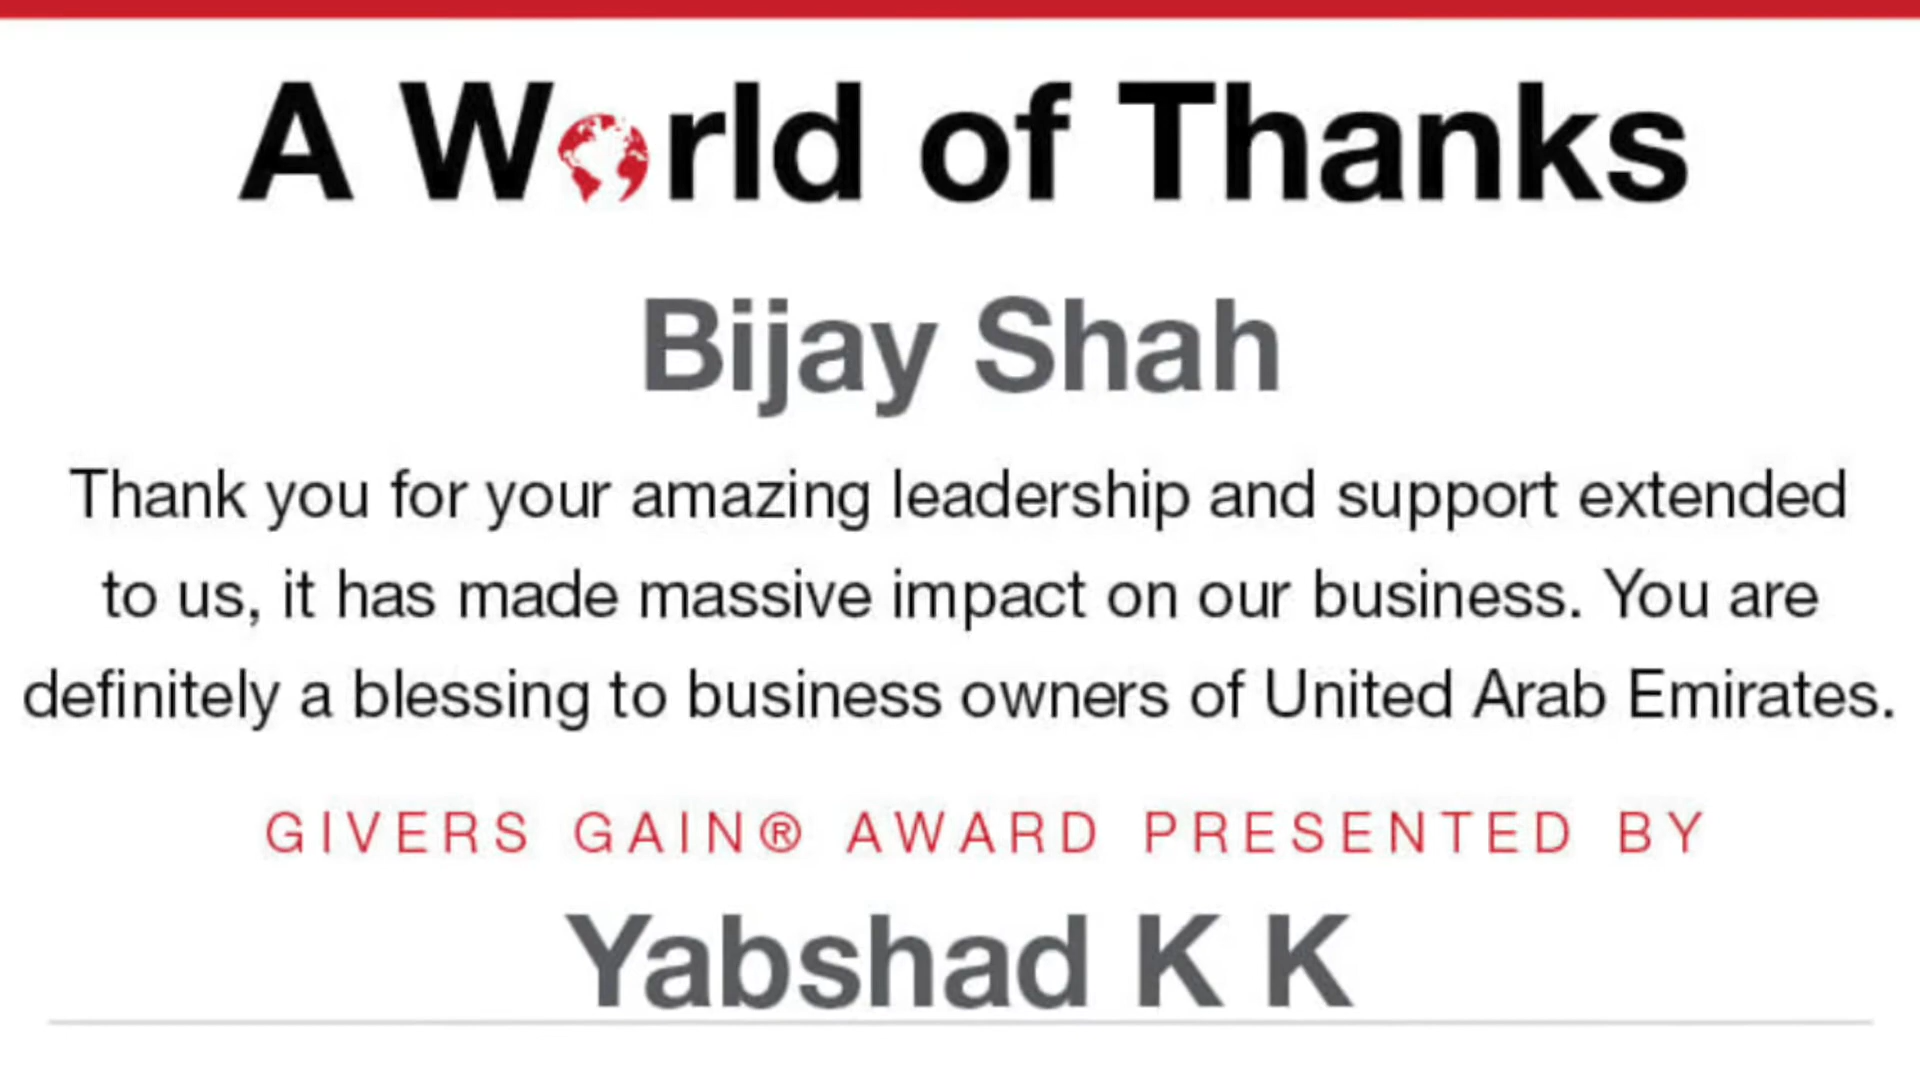 A World of Thanks
Bijay Shah
Thank you for your amazing leadership and support extended
to us, it has made massive impact on our business. You are
definitely a blessing to business owners of United Arab Emirates.
GIVERS GAIN® AWARD PRESENTED BY
Yabshad K K